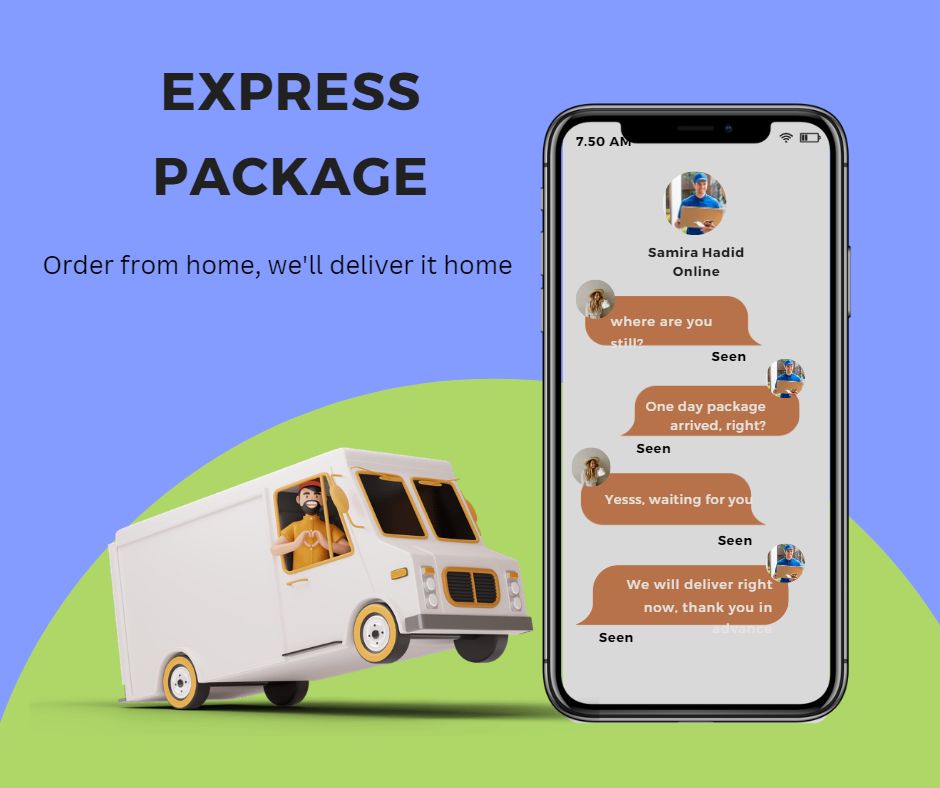 EXPRESS
PACKAGE
Order from home, we'll deliver it home
7.50 AM
Samira Hadid
Online
where are you
still?
Seen
One day package
arrived, right?
Seen
Yesss, waiting for you
Seen
We will deliver right
now, thank you in
advance
Seen